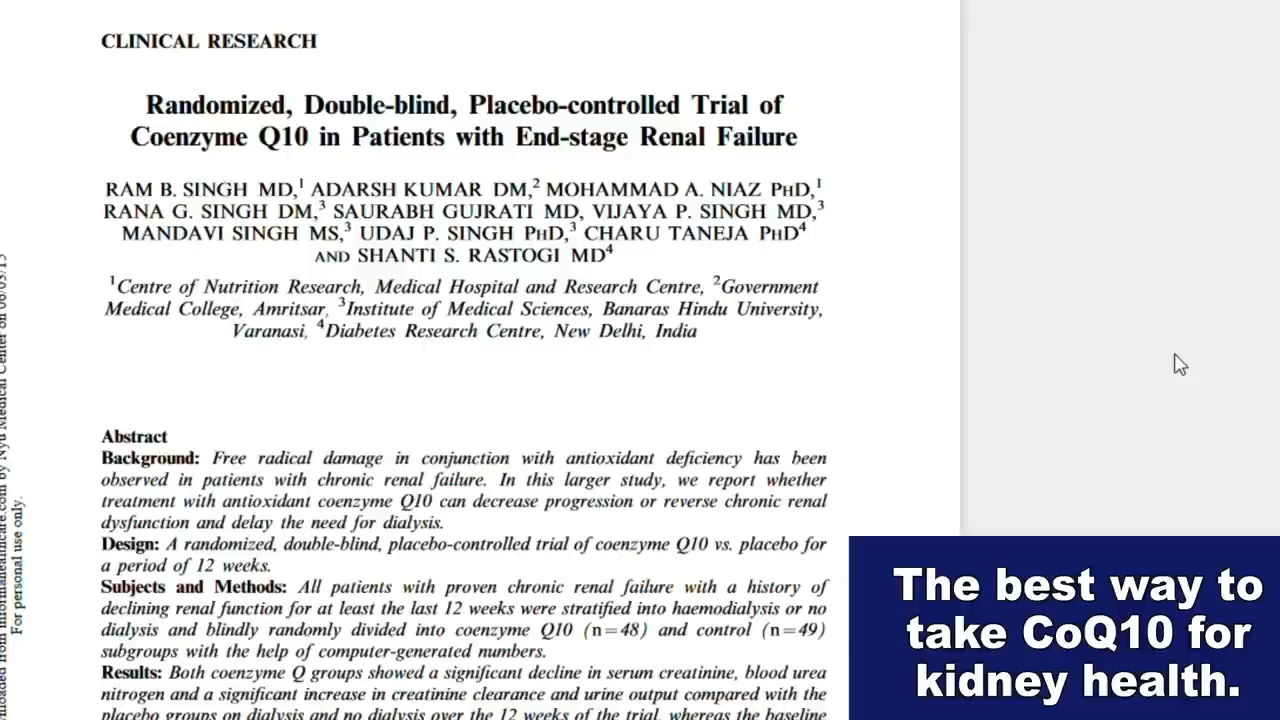 CLINICAL RESEARCH
Randomized, Double-blind, Placebo-controlled Trial of
Coenzyme Q10 in Patients with End-stage Renal Failure
RAM B. SINGH MD,¹ ADARSH KUMAR DM,² MOHAMMAD A. NIAZ PHD,¹
RANA G. SINGH DM,³ SAURABH GUJRATI MD, VIJAYA P. SINGH MD,³
MANDAVI SINGH MS,³ UDAJ P. SINGH PHD,³ CHARU TANEJA PHD⁴
AND SHANTI S. RASTOGI MD⁴
¹Centre of Nutrition Research, Medical Hospital and Research Centre, ²Government
Medical College, Amritsar, ³Institute of Medical Sciences, Banaras Hindu University,
Varanasi, ⁴Diabetes Research Centre, New Delhi, India
Abstract
Background: Free radical damage in conjunction with antioxidant deficiency has been
observed in patients with chronic renal failure. In this larger study, we report whether
treatment with antioxidant coenzyme Q10 can decrease progression or reverse chronic renal
dysfunction and delay the need for dialysis.
Design: A randomized, double-blind, placebo-controlled trial of coenzyme Q10 vs. placebo for
a period of 12 weeks.
Subjects and Methods: All patients with proven chronic renal failure with a history of
declining renal function for at least the last 12 weeks were stratified into haemodialysis or no
dialysis and blindly randomly divided into coenzyme Q10 (n=48) and control (n=49)
subgroups with the help of computer-generated numbers.
Results: Both coenzyme Q groups showed a significant decline in serum creatinine, blood urea
nitrogen and a significant increase in creatinine clearance and urine output compared with the
placebo groups on dialysis and no dialysis over the 12 weeks of the trial, whereas the baseline
from informahealthcare.com by Nyu Medical Center on
For personal use only.
The best way to
take CoQ10 for
kidney health.